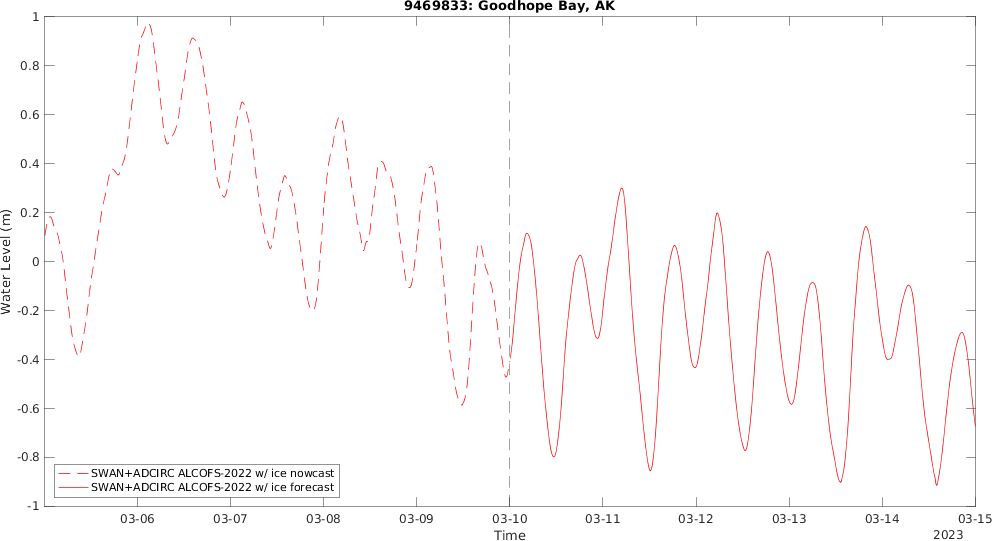 9469833: Goodhope Bay, AK
1
0.8
0.6
0.4
0.2
0
-0.2
-0.4
-0.6
-0.8
-1
Water Level (m)
SWAN+ADCIRC ALCOFS-2022 w/ ice nowcast
SWAN+ADCIRC ALCOFS-2022 w/ ice forecast
03-06 03-07 03-08 03-09 03-10 03-11 03-12 03-13 03-14 03-15
Time
2023